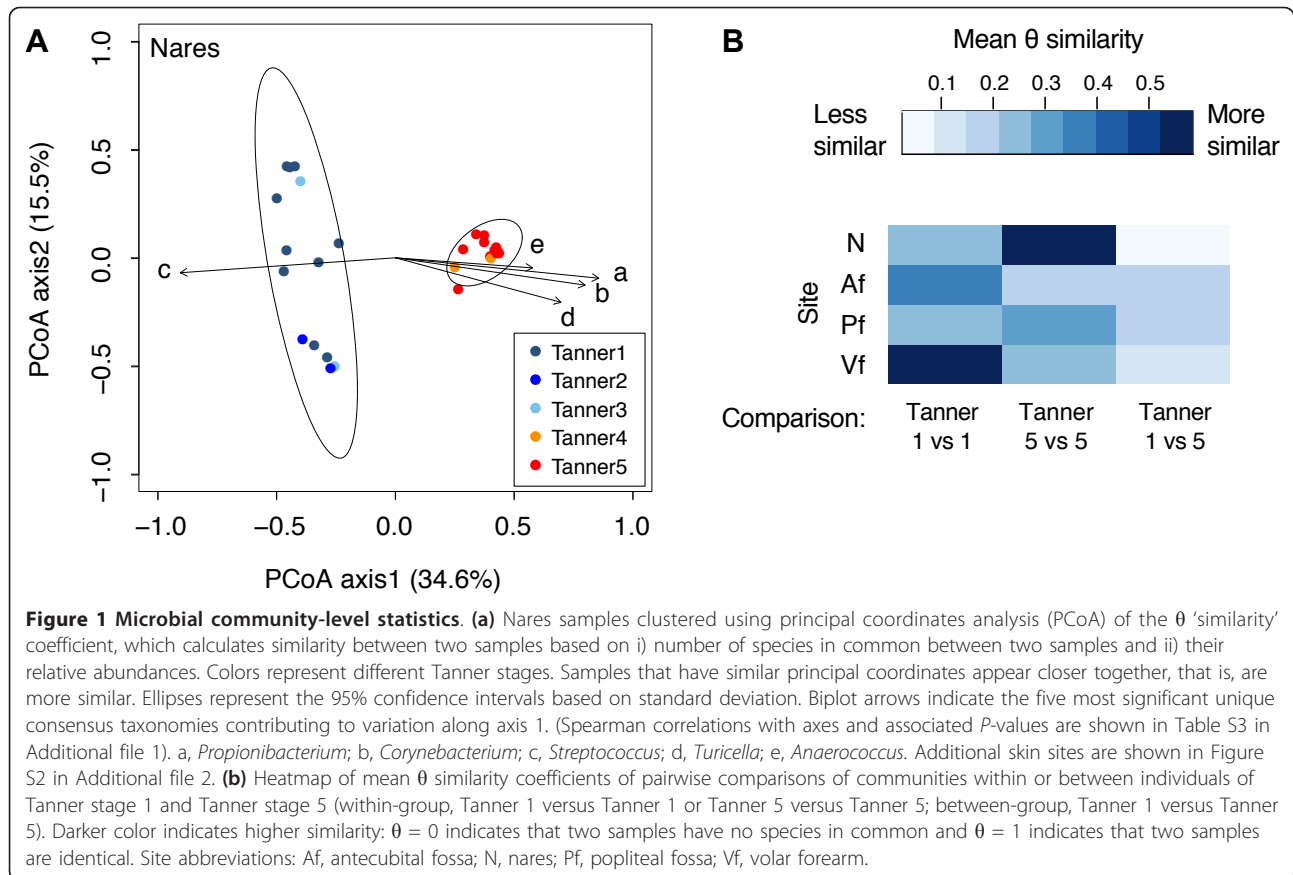 A
Nares
1.0
0.5
0.0
−0.5
−1.0
PCoA axis2 (15.5%)
c
e
a
b
d
Tanner1
Tanner2
Tanner3
Tanner4
Tanner5
−1.0 −0.5 0.0 0.5 1.0
PCoA axis1 (34.6%)
B
Mean θ similarity
0.1 0.2 0.3 0.4 0.5
Less similar
More similar
Site
N
Af
Pf
Vf
Comparison:
Tanner 1 vs 1
Tanner 5 vs 5
Tanner 1 vs 5
Figure 1 Microbial community-level statistics. (a) Nares samples clustered using principal coordinates analysis (PCoA) of the θ ‘similarity’
coefficient, which calculates similarity between two samples based on i) number of species in common between two samples and ii) their
relative abundances. Colors represent different Tanner stages. Samples that have similar principal coordinates appear closer together, that is, are
more similar. Ellipses represent the 95% confidence intervals based on standard deviation. Biplot arrows indicate the five most significant unique
consensus taxonomies contributing to variation along axis 1. (Spearman correlations with axes and associated P-values are shown in Table S3 in
Additional file 1). a, Propionibacterium; b, Corynebacterium; c, Streptococcus; d, Turicella; e, Anaerococcus. Additional skin sites are shown in Figure
S2 in Additional file 2. (b) Heatmap of mean θ similarity coefficients of pairwise comparisons of communities within or between individuals of
Tanner stage 1 and Tanner stage 5 (within-group, Tanner 1 versus Tanner 1 or Tanner 5 versus Tanner 5; between-group, Tanner 1 versus Tanner
5). Darker color indicates higher similarity: θ = 0 indicates that two samples have no species in common and θ = 1 indicates that two samples
are identical. Site abbreviations: Af, antecubital fossa; N, nares; Pf, popliteal fossa; Vf, volar forearm.